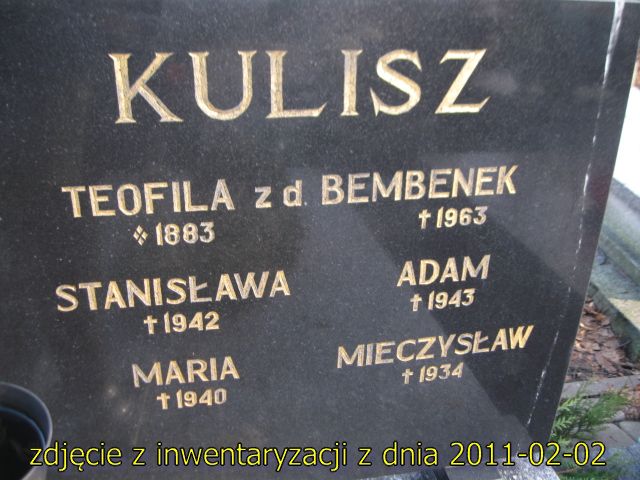 KULISZ
TEOFILA z d. BEMBENEK
❖1883 †1963
STANISŁAWA ADAM
†1942 †1943
MARIA MIECZYSŁAW
†1940 †1934
zdjęcie z inwentaryzacji z dnia 2011-02-02